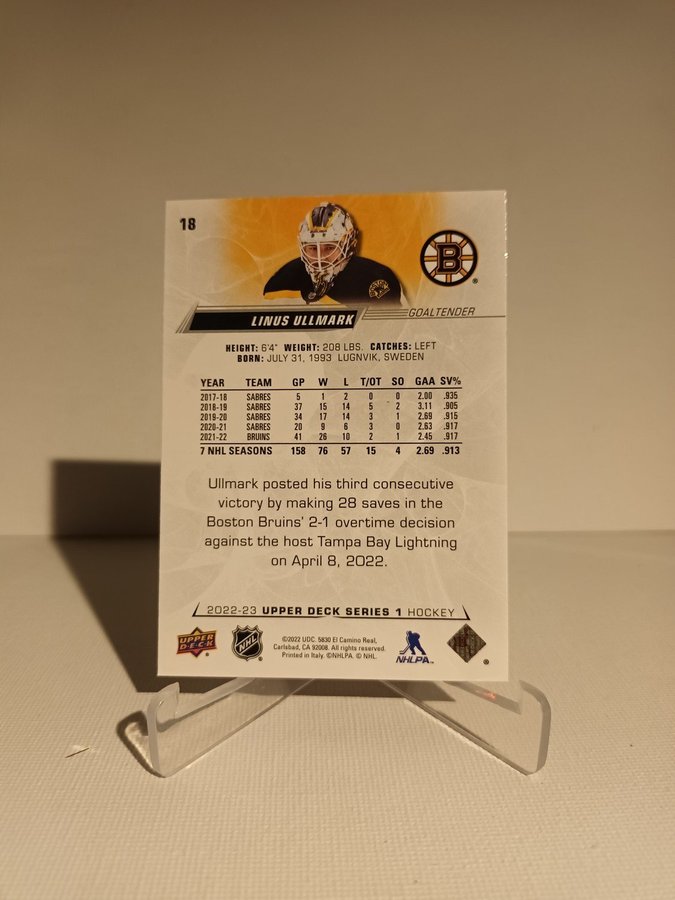 18
B
®
LINUS ULLMARK
GOALTENDER
HEIGHT: 6'4" WEIGHT: 208 LBS. CATCHES: LEFT
BORN: JULY 31, 1993 LUGNVIK, SWEDEN
YEAR TEAM GP W L T/OT SO GAA SV%
2017-18 SABRES 5 1 2 0 0 2.00 .935
2018-19 SABRES 37 15 14 5 2 3.11 .905
2019-20 SABRES 34 17 14 3 1 2.69 .915
2020-21 SABRES 20 9 6 3 0 2.63 .917
2021-22 BRUINS 41 26 10 2 1 2.45 .917
7 NHL SEASONS 158 76 57 15 4 2.69 .913
Ullmark posted his third consecutive
victory by making 28 saves in the
Boston Bruins' 2-1 overtime decision
against the host Tampa Bay Lightning
on April 8, 2022.
2022-23 UPPER DECK SERIES 1 HOCKEY
UPPER DECK
NHL
©2022 UDC. 5830 El Camino Real,
Carlsbad, CA 92008. All rights reserved.
Printed in Italy. ©NHLPA. © NHL.
NHLPA
®